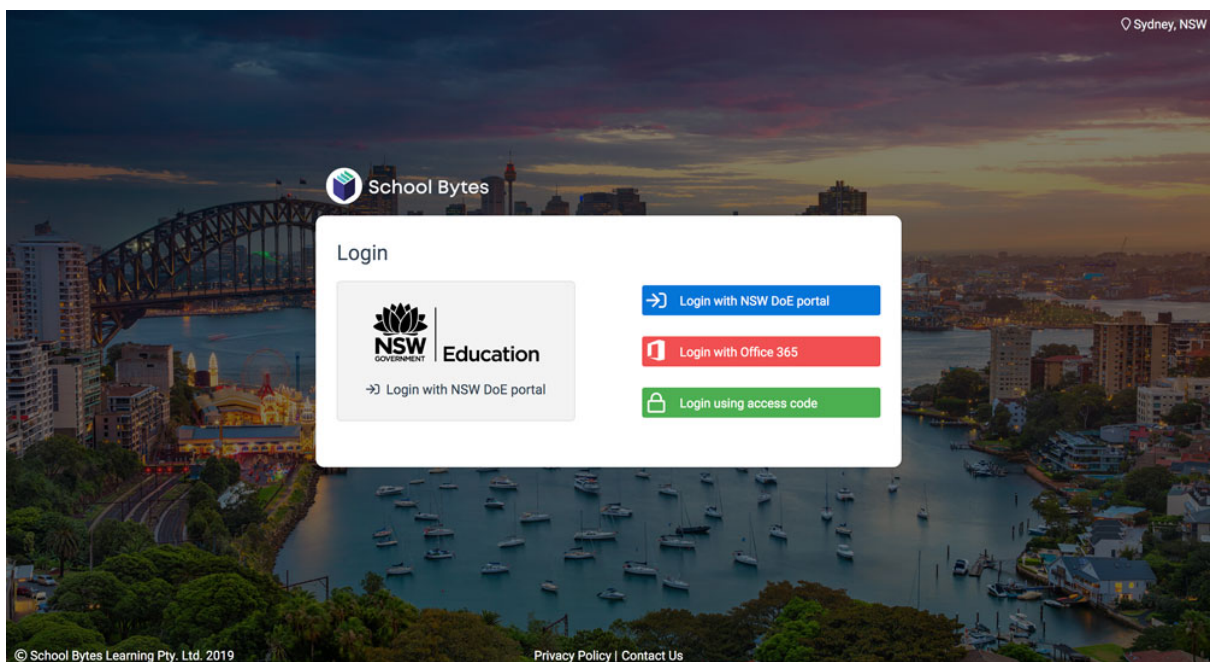 Sydney, NSW
School Bytes
Login
NSW
GOVERNMENT
Education
Login with NSW DoE portal
Login with NSW DoE portal
Login with Office 365
Login using access code
© School Bytes Learning Pty. Ltd. 2019
Privacy Policy | Contact Us